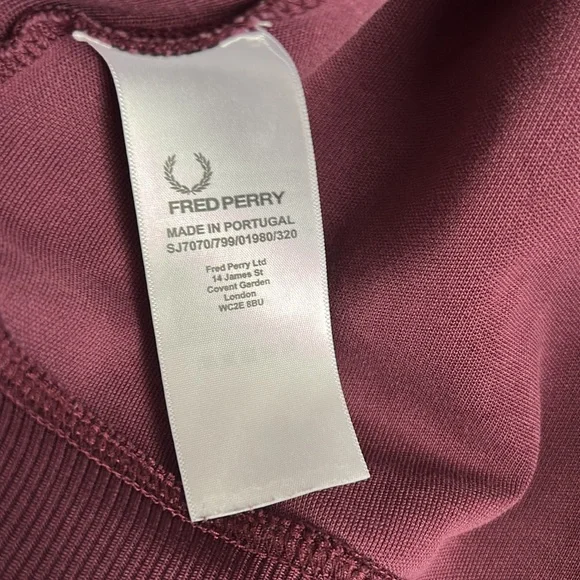 FRED PERRY
MADE IN PORTUGAL
SJ7070/799/01980/320
Fred Perry Ltd
14 James St
Covent Garden
London
WC2E 8BU